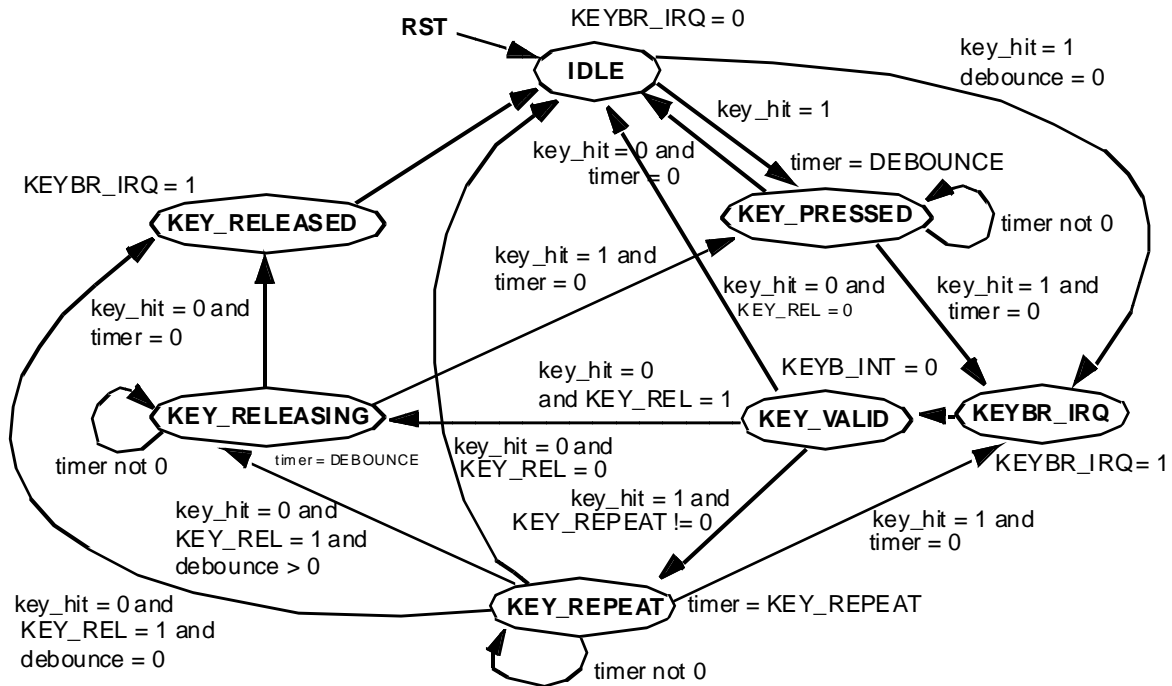 KEYBR_IRQ = 0
RST
IDLE
key_hit = 1
debounce = 0
key_hit = 1
key_hit = 0 and
timer = 0
timer = DEBOUNCE
KEYBR_IRQ = 1
KEY_RELEASED
KEY_PRESSED
timer not 0
key_hit = 1 and
timer = 0
key_hit = 0 and
KEY_REL = 0
key_hit = 1 and
timer = 0
key_hit = 0 and
timer = 0
KEYB_INT = 0
key_hit = 0
and KEY_REL = 1
KEY_RELEASING
KEY_VALID
KEYBR_IRQ
timer not 0
timer = DEBOUNCE
key_hit = 0 and
KEY_REL = 0
KEYBR_IRQ = 1
key_hit = 0 and
KEY_REL = 1 and
debounce > 0
key_hit = 1 and
KEY_REPEAT != 0
key_hit = 1 and
timer = 0
key_hit = 0 and
KEY_REL = 1 and
debounce = 0
KEY_REPEAT
timer = KEY_REPEAT
timer not 0